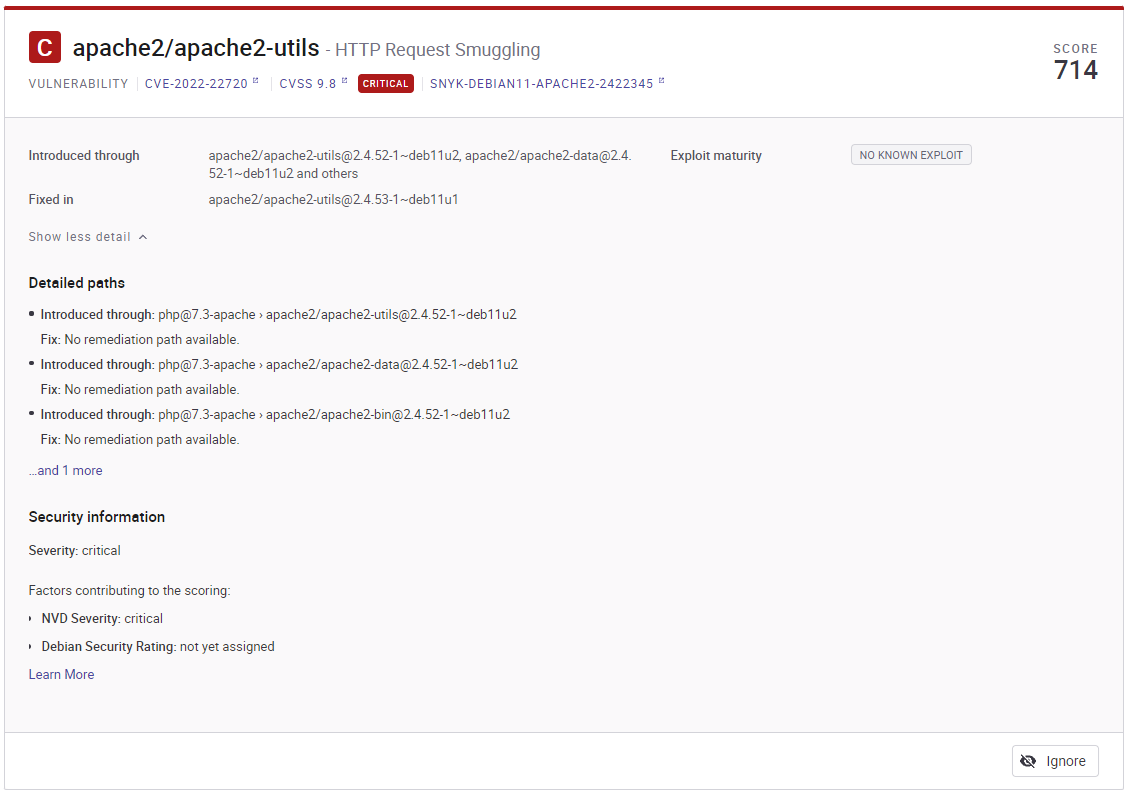 C apache2/apache2-utils - HTTP Request Smuggling
SCORE
714
VULNERABILITY CVE-2022-22720 CVSS 9.8 CRITICAL SNYK-DEBIAN11-APACHE2-2422345
Introduced through
apache2/apache2-utils@2.4.52-1~deb11u2, apache2/apache2-data@2.4.
52-1~deb11u2 and others
Exploit maturity
NO KNOWN EXPLOIT
Fixed in
apache2/apache2-utils@2.4.53-1~deb11u1
Show less detail
Detailed paths
• Introduced through: php@7.3-apache › apache2/apache2-utils@2.4.52-1~deb11u2
Fix: No remediation path available.
• Introduced through: php@7.3-apache › apache2/apache2-data@2.4.52-1~deb11u2
Fix: No remediation path available.
• Introduced through: php@7.3-apache › apache2/apache2-bin@2.4.52-1~deb11u2
Fix: No remediation path available.
...and 1 more
Security information
Severity: critical
Factors contributing to the scoring:
› NVD Severity: critical
› Debian Security Rating: not yet assigned
Learn More
Ignore